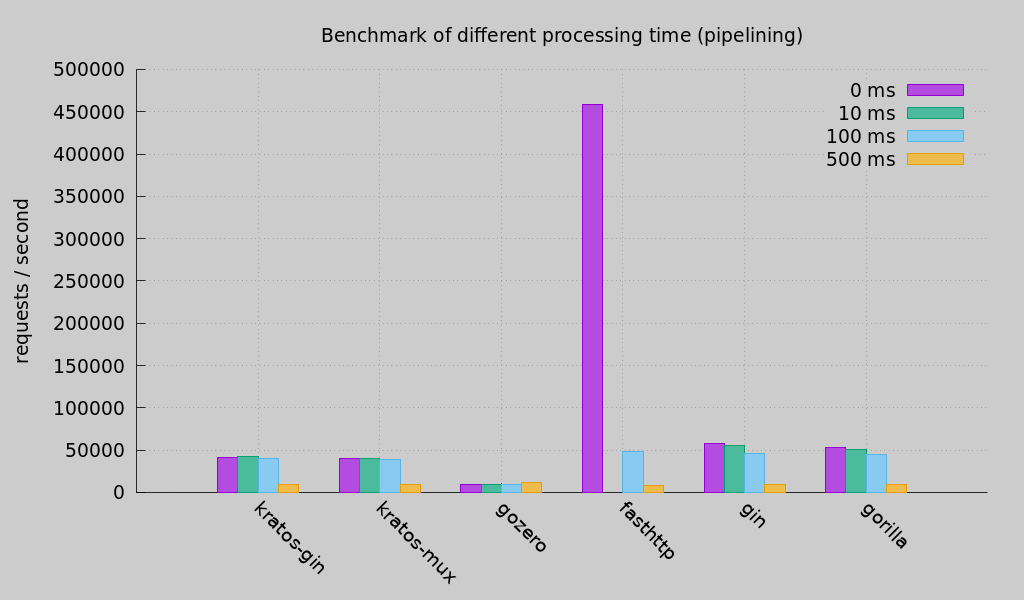 Benchmark of different processing time (pipelining)
500000
450000
400000
350000
300000
250000
200000
150000
100000
50000
0
requests / second
0 ms
10 ms
100 ms
500 ms
kratos-gin
kratos-mux
gozero
fasthttp
gin
gorilla